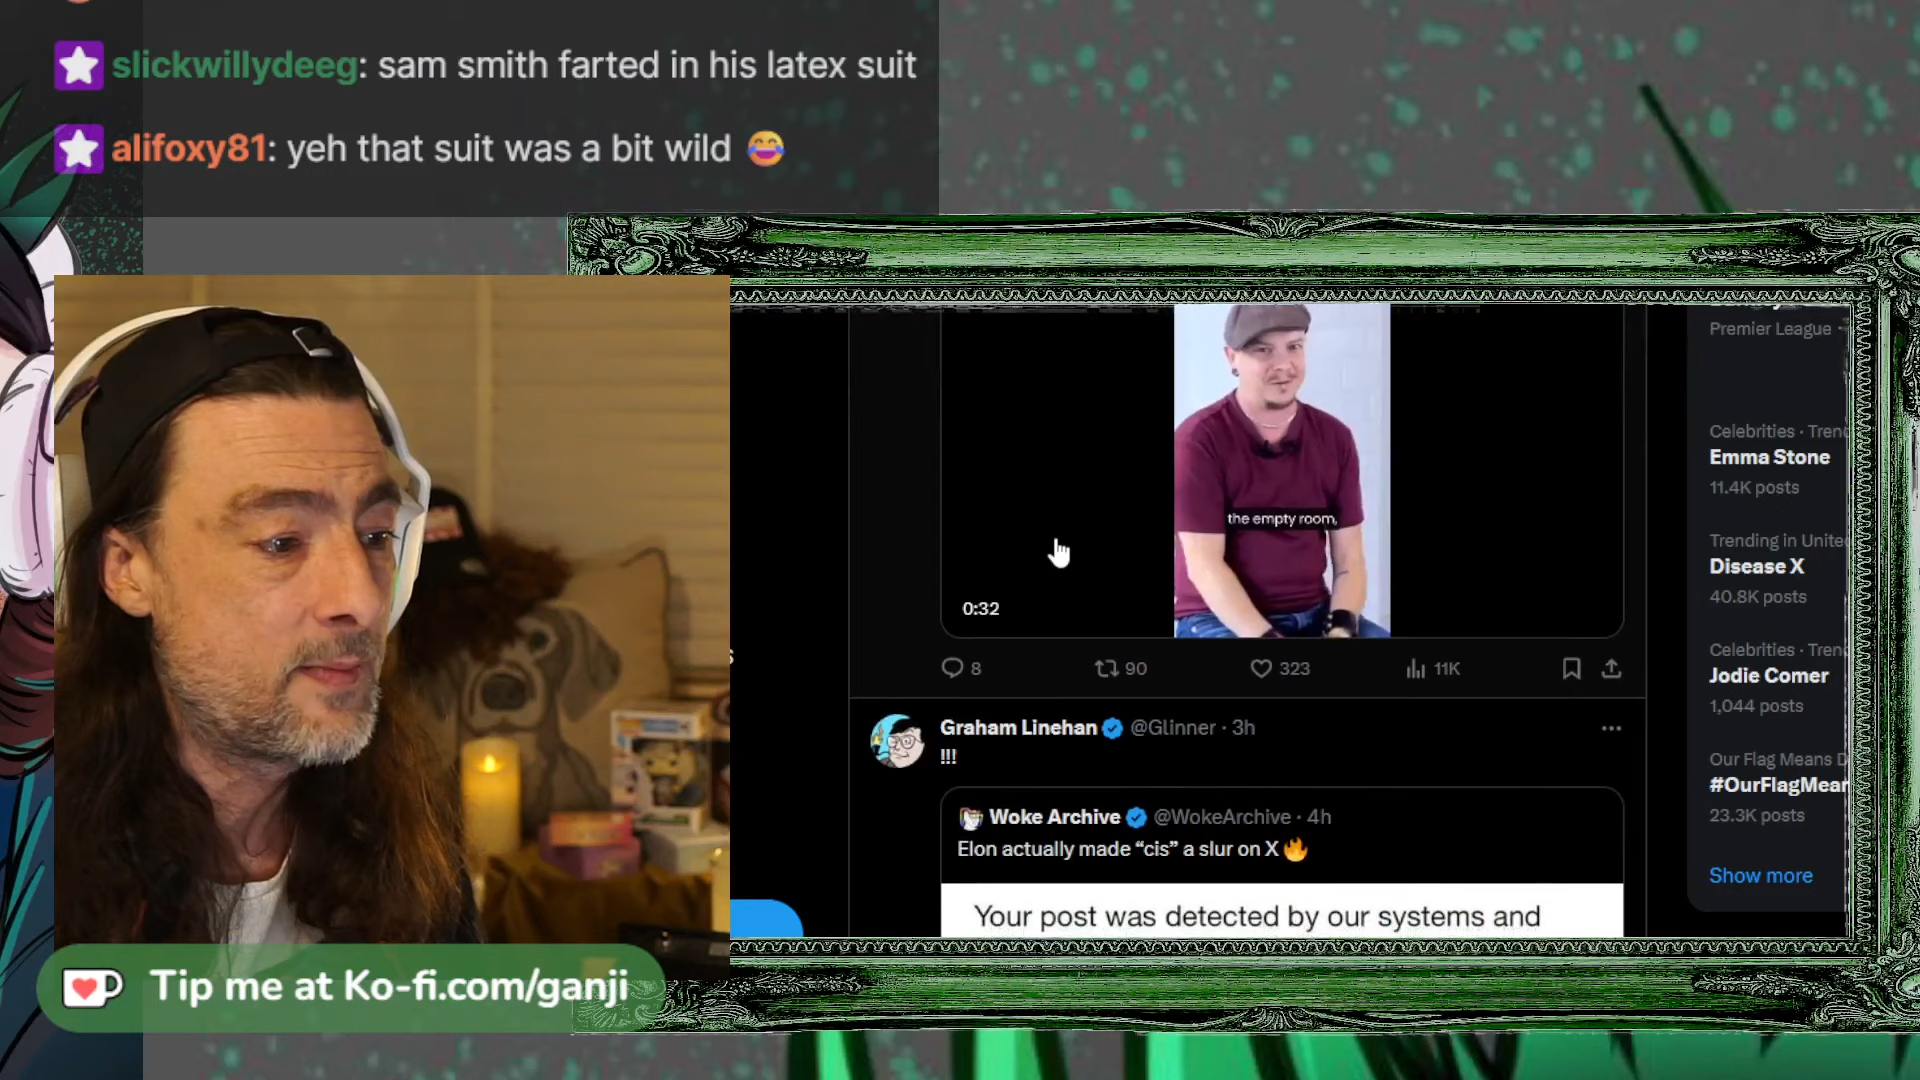 slickwillydeeg: sam smith farted in his latex suit
alifoxy81: yeh that suit was a bit wild 😂
the empty room,
0:32
8 90 323 11K
Graham Linehan @Glinner · 3h
!!!
Woke Archive @WokeArchive · 4h
Elon actually made “cis” a slur on X 🔥
Your post was detected by our systems and
Premier League ·
Celebrities · Trend
Emma Stone
11.4K posts
Trending in United
Disease X
40.8K posts
Celebrities · Trend
Jodie Comer
1,044 posts
Our Flag Means D
#OurFlagMean
23.3K posts
Show more
Tip me at Ko-fi.com/ganji